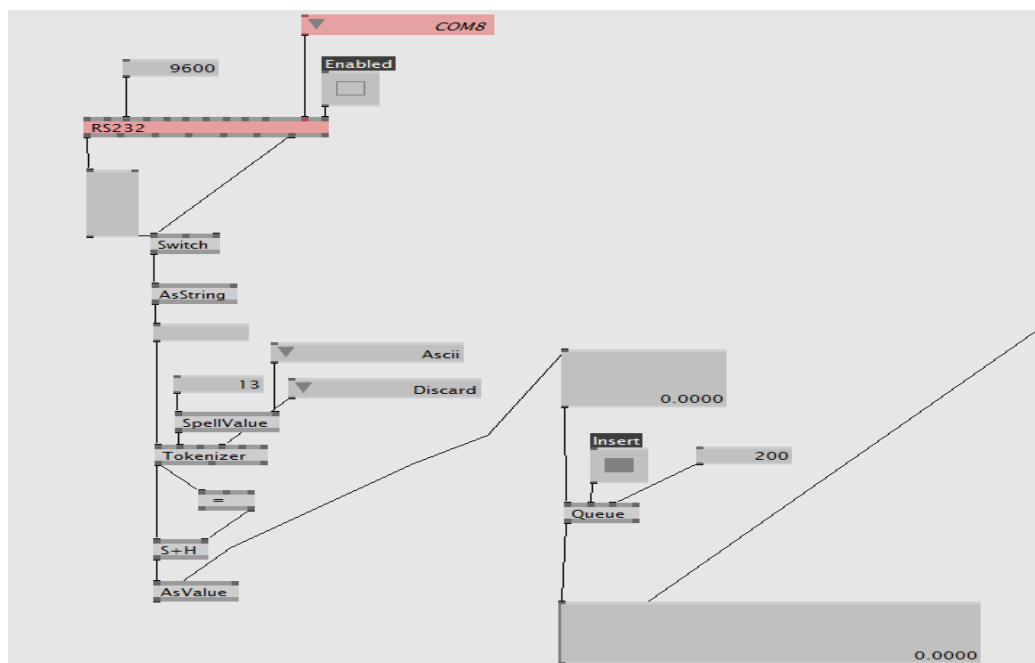 COM8
9600
Enabled
RS232
Switch
AsString
Ascii
13
Discard
SpellValue
Tokenizer
=
S+H
AsValue
0.0000
Insert
200
Queue
0.0000